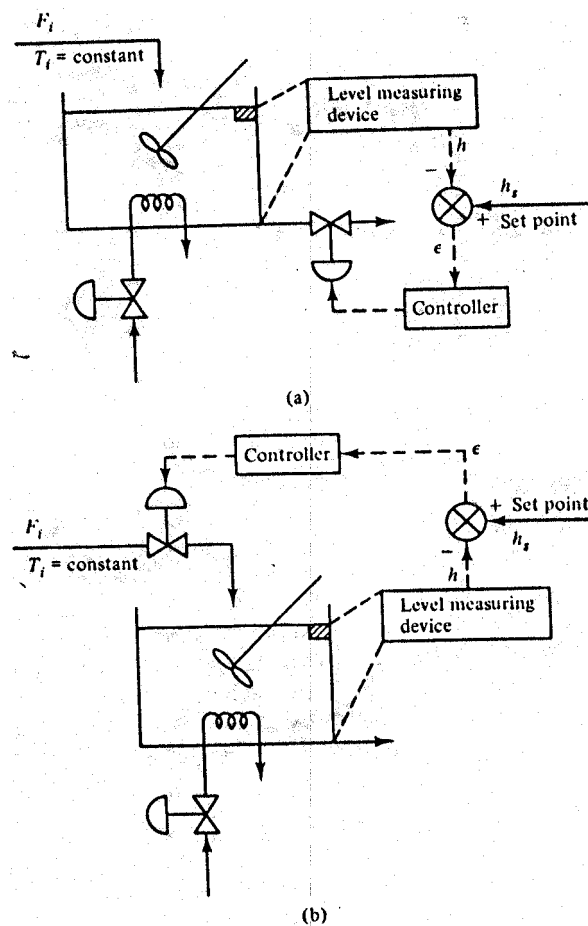 F_i
T_i = constant
Level measuring
device
h
−
h_s
+ Set point
ϵ
Controller
(a)
Controller
ϵ
+ Set point
h_s
−
h
F_i
T_i = constant
Level measuring
device
(b)